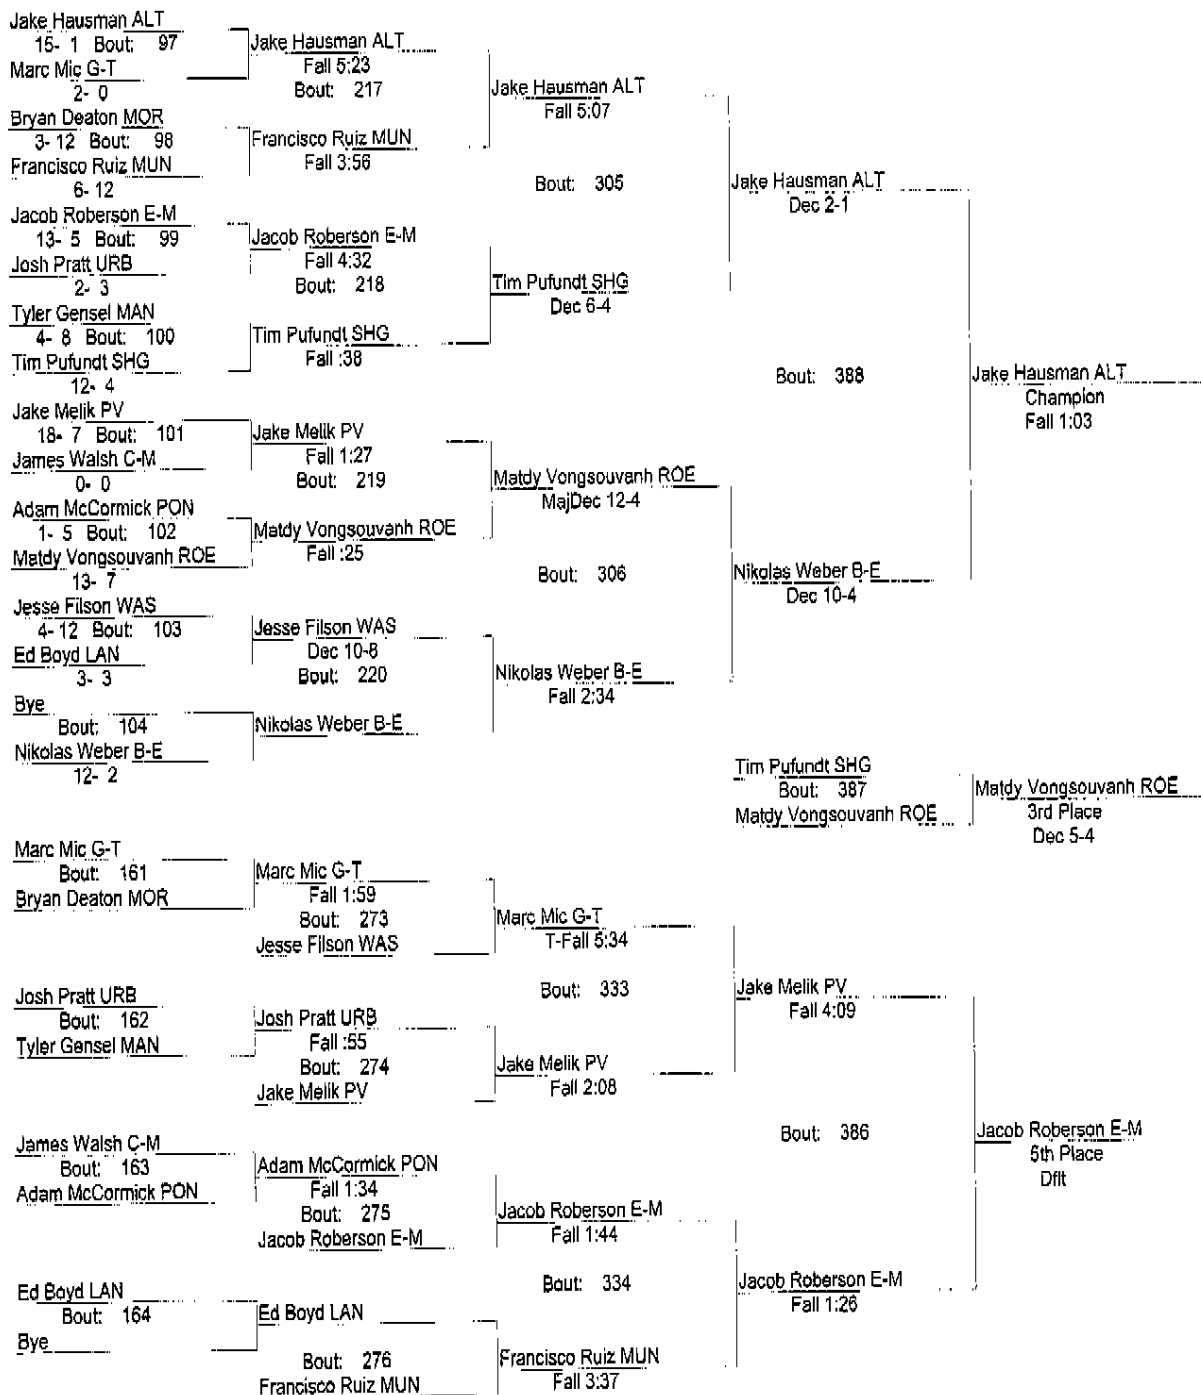 Jake Hausman ALT
15- 1 Bout: 97
Marc Mic G-T
2- 0
Bryan Deaton MOR
3- 12 Bout: 98
Francisco Ruiz MUN
6- 12
Jacob Roberson E-M
13- 5 Bout: 99
Josh Pratt URB
2- 3
Tyler Gensel MAN
4- 8 Bout: 100
Tim Pufundt SHG
12- 4
Jake Melik PV
18- 7 Bout: 101
James Walsh C-M
0- 0
Adam McCormick PON
1- 5 Bout: 102
Matdy Vongsouvanh ROE
13- 7
Jesse Filson WAS
4- 12 Bout: 103
Ed Boyd LAN
3- 3
Bye
Bout: 104
Nikolas Weber B-E
12- 2
Jake Hausman ALT
Fall 5:23
Bout: 217
Francisco Ruiz MUN
Fall 3:56
Jacob Roberson E-M
Fall 4:32
Bout: 218
Tim Pufundt SHG
Fall :38
Jake Melik PV
Fall 1:27
Bout: 219
Matdy Vongsouvanh ROE
Fall :25
Jesse Filson WAS
Dec 10-8
Bout: 220
Nikolas Weber B-E
Jake Hausman ALT
Fall 5:07
Bout: 305
Tim Pufundt SHG
Dec 6-4
Matdy Vongsouvanh ROE
MajDec 12-4
Bout: 306
Nikolas Weber B-E
Fall 2:34
Jake Hausman ALT
Dec 2-1
Bout: 388
Nikolas Weber B-E
Dec 10-4
Jake Hausman ALT
Champion
Fall 1:03
Tim Pufundt SHG
Bout: 387
Matdy Vongsouvanh ROE
Matdy Vongsouvanh ROE
3rd Place
Dec 5-4
Marc Mic G-T
Bout: 161
Bryan Deaton MOR
Josh Pratt URB
Bout: 162
Tyler Gensel MAN
James Walsh C-M
Bout: 163
Adam McCormick PON
Ed Boyd LAN
Bout: 164
Bye
Marc Mic G-T
Fall 1:59
Bout: 273
Jesse Filson WAS
Josh Pratt URB
Fall :55
Bout: 274
Jake Melik PV
Adam McCormick PON
Fall 1:34
Bout: 275
Jacob Roberson E-M
Ed Boyd LAN
Bout: 276
Francisco Ruiz MUN
Marc Mic G-T
T-Fall 5:34
Bout: 333
Jake Melik PV
Fall 2:08
Jacob Roberson E-M
Fall 1:44
Bout: 334
Francisco Ruiz MUN
Fall 3:37
Jake Melik PV
Fall 4:09
Bout: 386
Jacob Roberson E-M
Fall 1:26
Jacob Roberson E-M
5th Place
Dflt